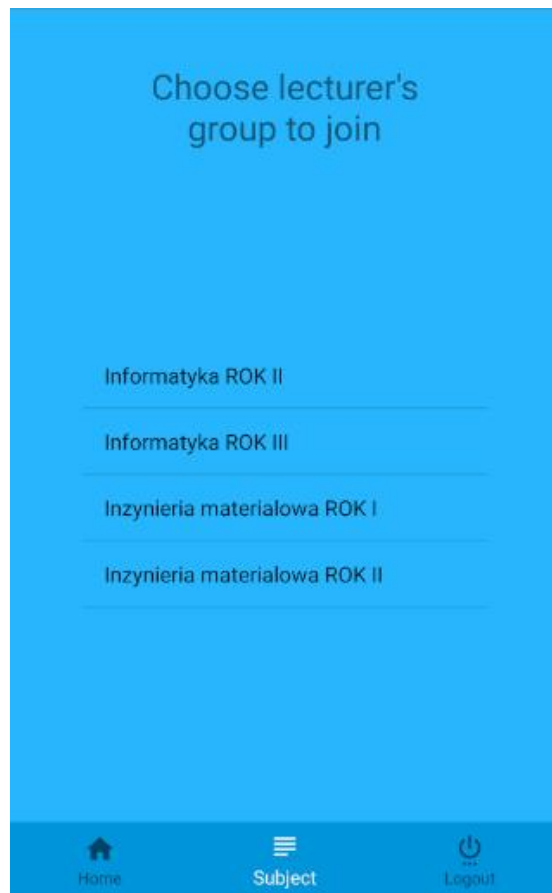 Choose lecturer's
group to join
Informatyka ROK II
Informatyka ROK III
Inzynieria materialowa ROK I
Inzynieria materialowa ROK II
Home
Subject
Logout